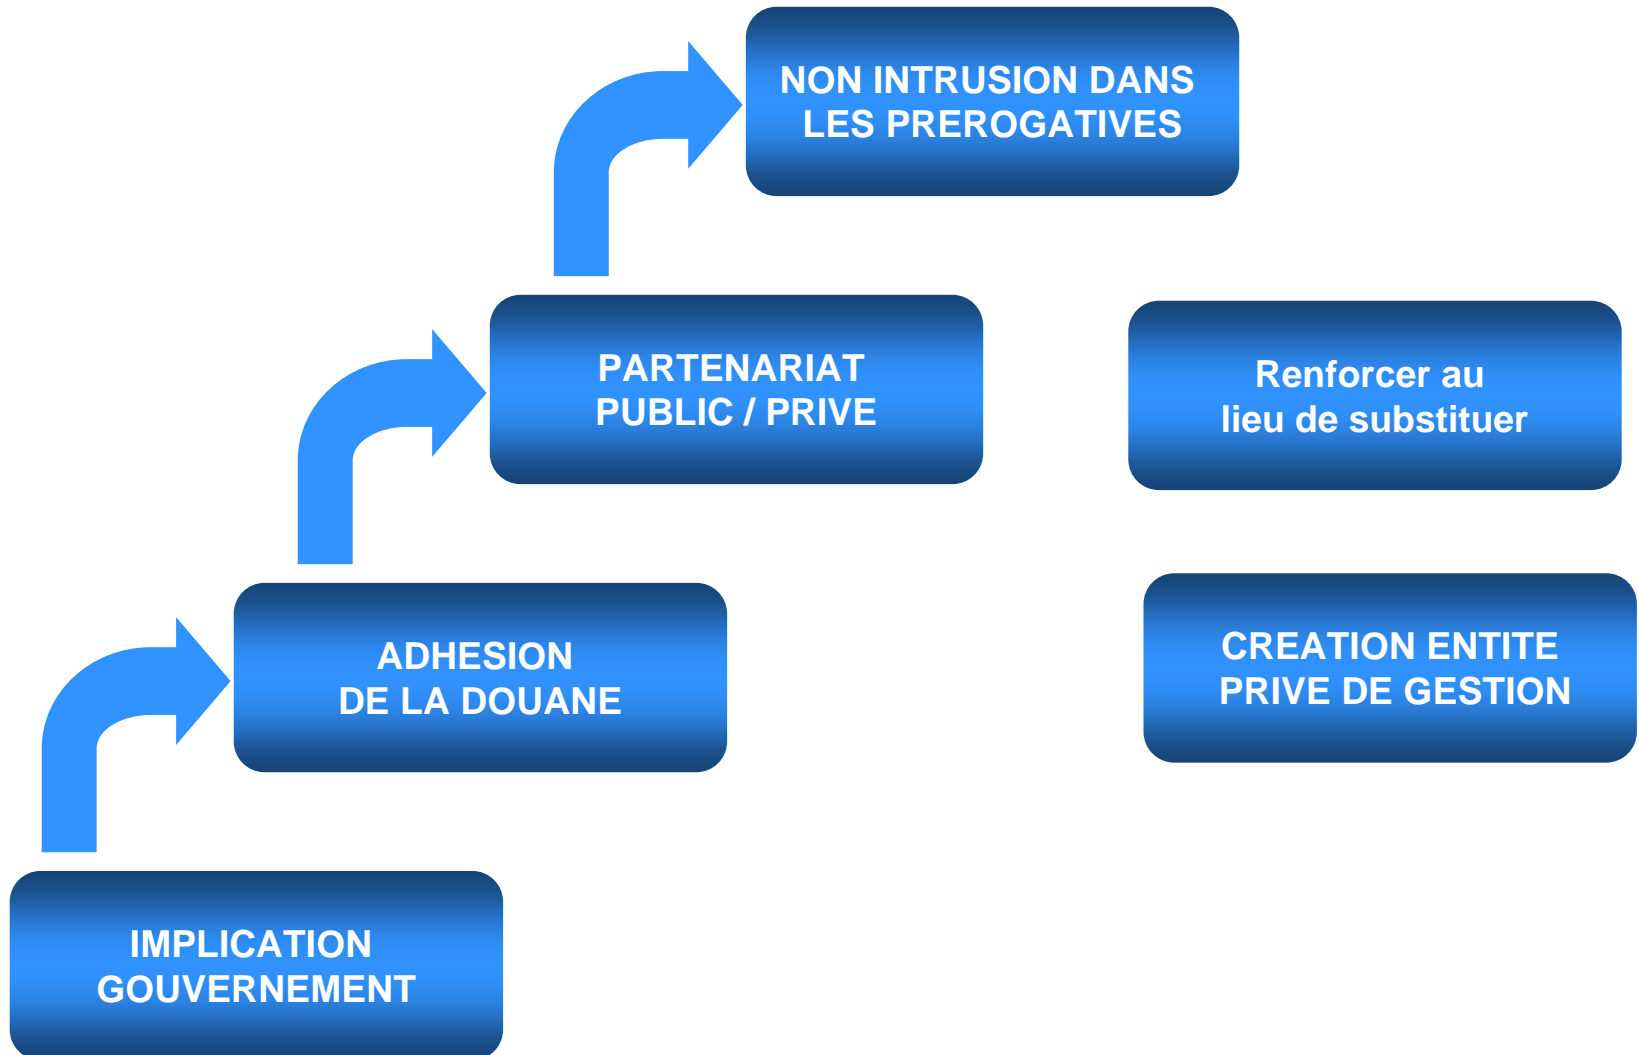 NON INTRUSION DANS
LES PREROGATIVES
PARTENARIAT
PUBLIC / PRIVE
Renforcer au
lieu de substituer
ADHESION
DE LA DOUANE
CREATION ENTITE
PRIVE DE GESTION
IMPLICATION
GOUVERNEMENT